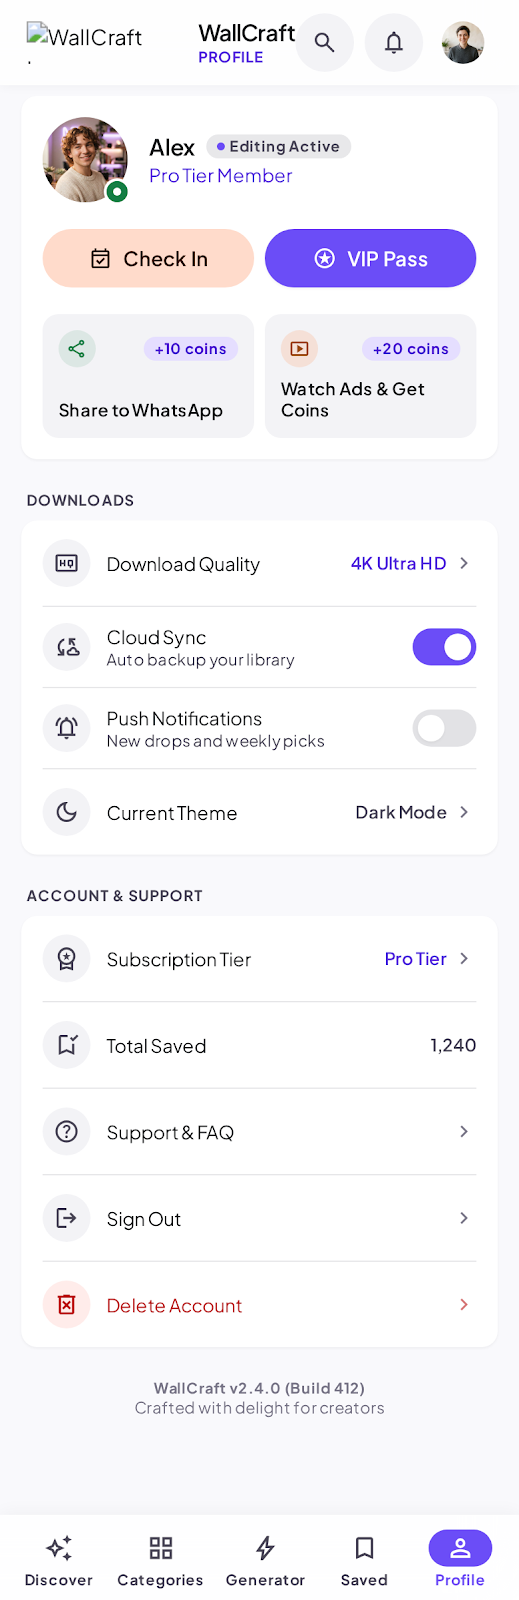 WallCraft
.
WallCraft
PROFILE
Alex
Editing Active
Pro Tier Member
Check In
VIP Pass
+10 coins
Share to WhatsApp
+20 coins
Watch Ads & Get
Coins
DOWNLOADS
HQ
Download Quality
4K Ultra HD
Cloud Sync
Auto backup your library
Push Notifications
New drops and weekly picks
Current Theme
Dark Mode
ACCOUNT & SUPPORT
Subscription Tier
Pro Tier
Total Saved
1,240
Support & FAQ
Sign Out
Delete Account
WallCraft v2.4.0 (Build 412)
Crafted with delight for creators
Discover
Categories
Generator
Saved
Profile